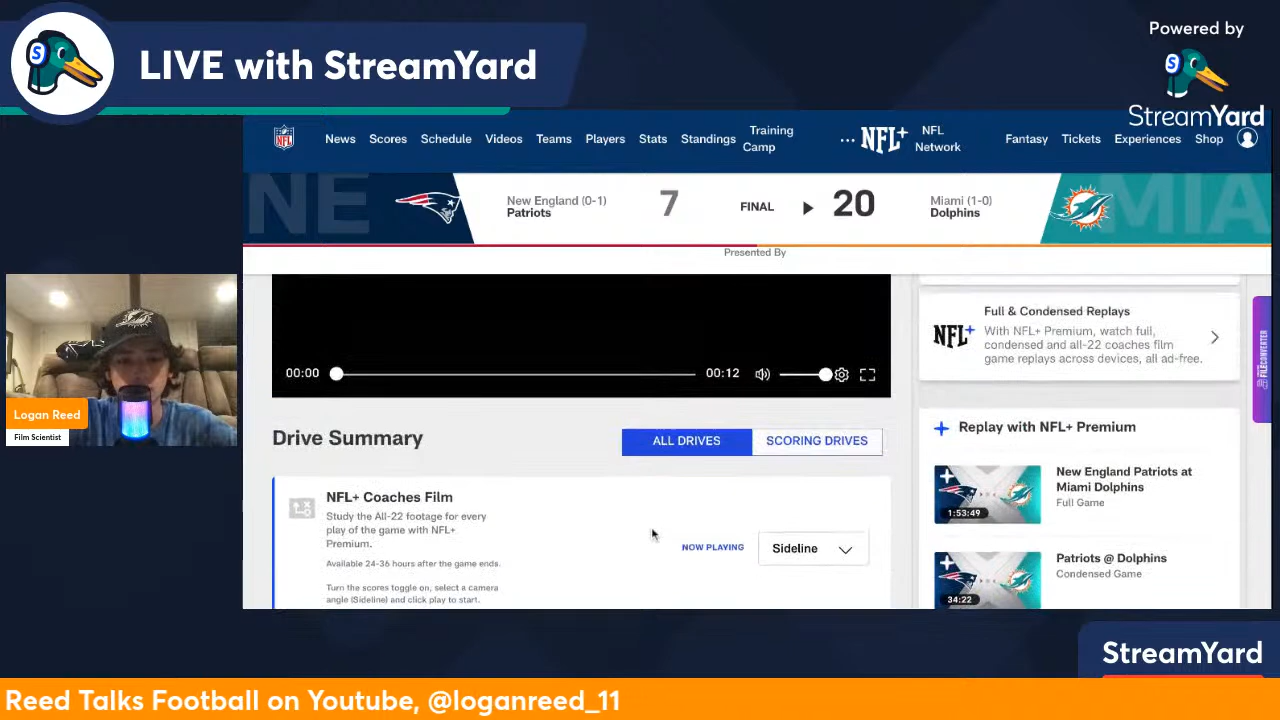 LIVE with StreamYard
Powered by
StreamYard
News
Scores
Schedule
Videos
Teams
Players
Stats
Standings
Training
Camp
...
NFL+
NFL
Network
Fantasy
Tickets
Experiences
Shop
NE
New England (0-1)
Patriots
7
FINAL
20
Miami (1-0)
Dolphins
MIA
Presented By
00:00
00:12
Full & Condensed Replays
NFL+
With NFL+ Premium, watch full,
condensed and all-22 coaches film
game replays across devices, all ad-free.
FILECONVERTER
Drive Summary
ALL DRIVES
SCORING DRIVES
Replay with NFL+ Premium
NFL+ Coaches Film
Study the All-22 footage for every
play of the game with NFL+
Premium.
Available 24-36 hours after the game ends.
Turn the scores toggle on, select a camera
angle (Sideline) and click play to start.
NOW PLAYING
Sideline
New England Patriots at
Miami Dolphins
Full Game
1:53:49
Patriots @ Dolphins
Condensed Game
34:22
Logan Reed
Film Scientist
StreamYard
Reed Talks Football on Youtube, @loganreed_11